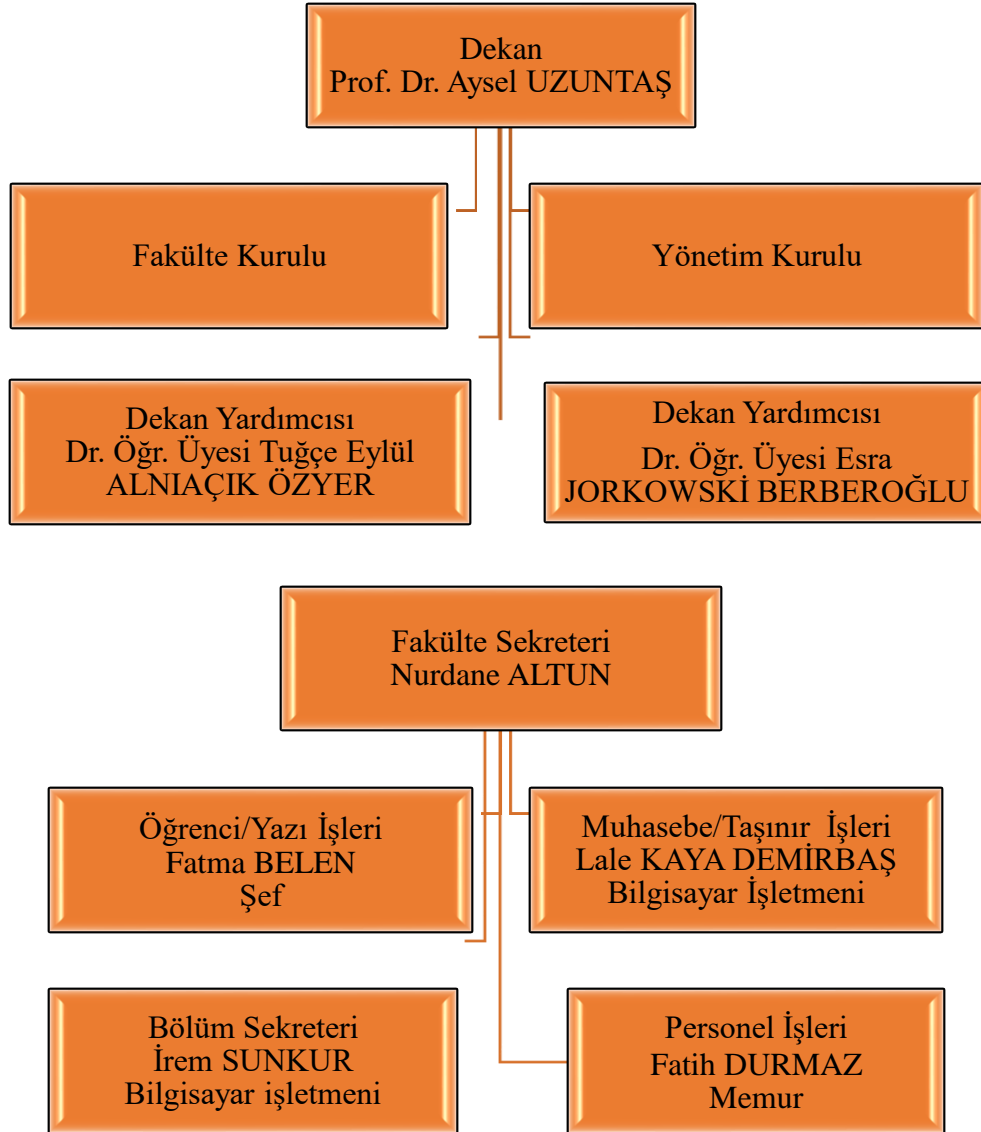 Dekan
Prof. Dr. Aysel UZUNTAŞ
Fakülte Kurulu
Yönetim Kurulu
Dekan Yardımcısı
Dr. Öğr. Üyesi Tuğçe Eylül
ALNIAÇIK ÖZYER
Dekan Yardımcısı
Dr. Öğr. Üyesi Esra
JORKOWSKİ BERBEROĞLU
Fakülte Sekreteri
Nurdane ALTUN
Öğrenci/Yazı İşleri
Fatma BELEN
Şef
Muhasebe/Taşınır İşleri
Lale KAYA DEMİRBAŞ
Bilgisayar İşletmeni
Bölüm Sekreteri
İrem SUNKUR
Bilgisayar işletmeni
Personel İşleri
Fatih DURMAZ
Memur